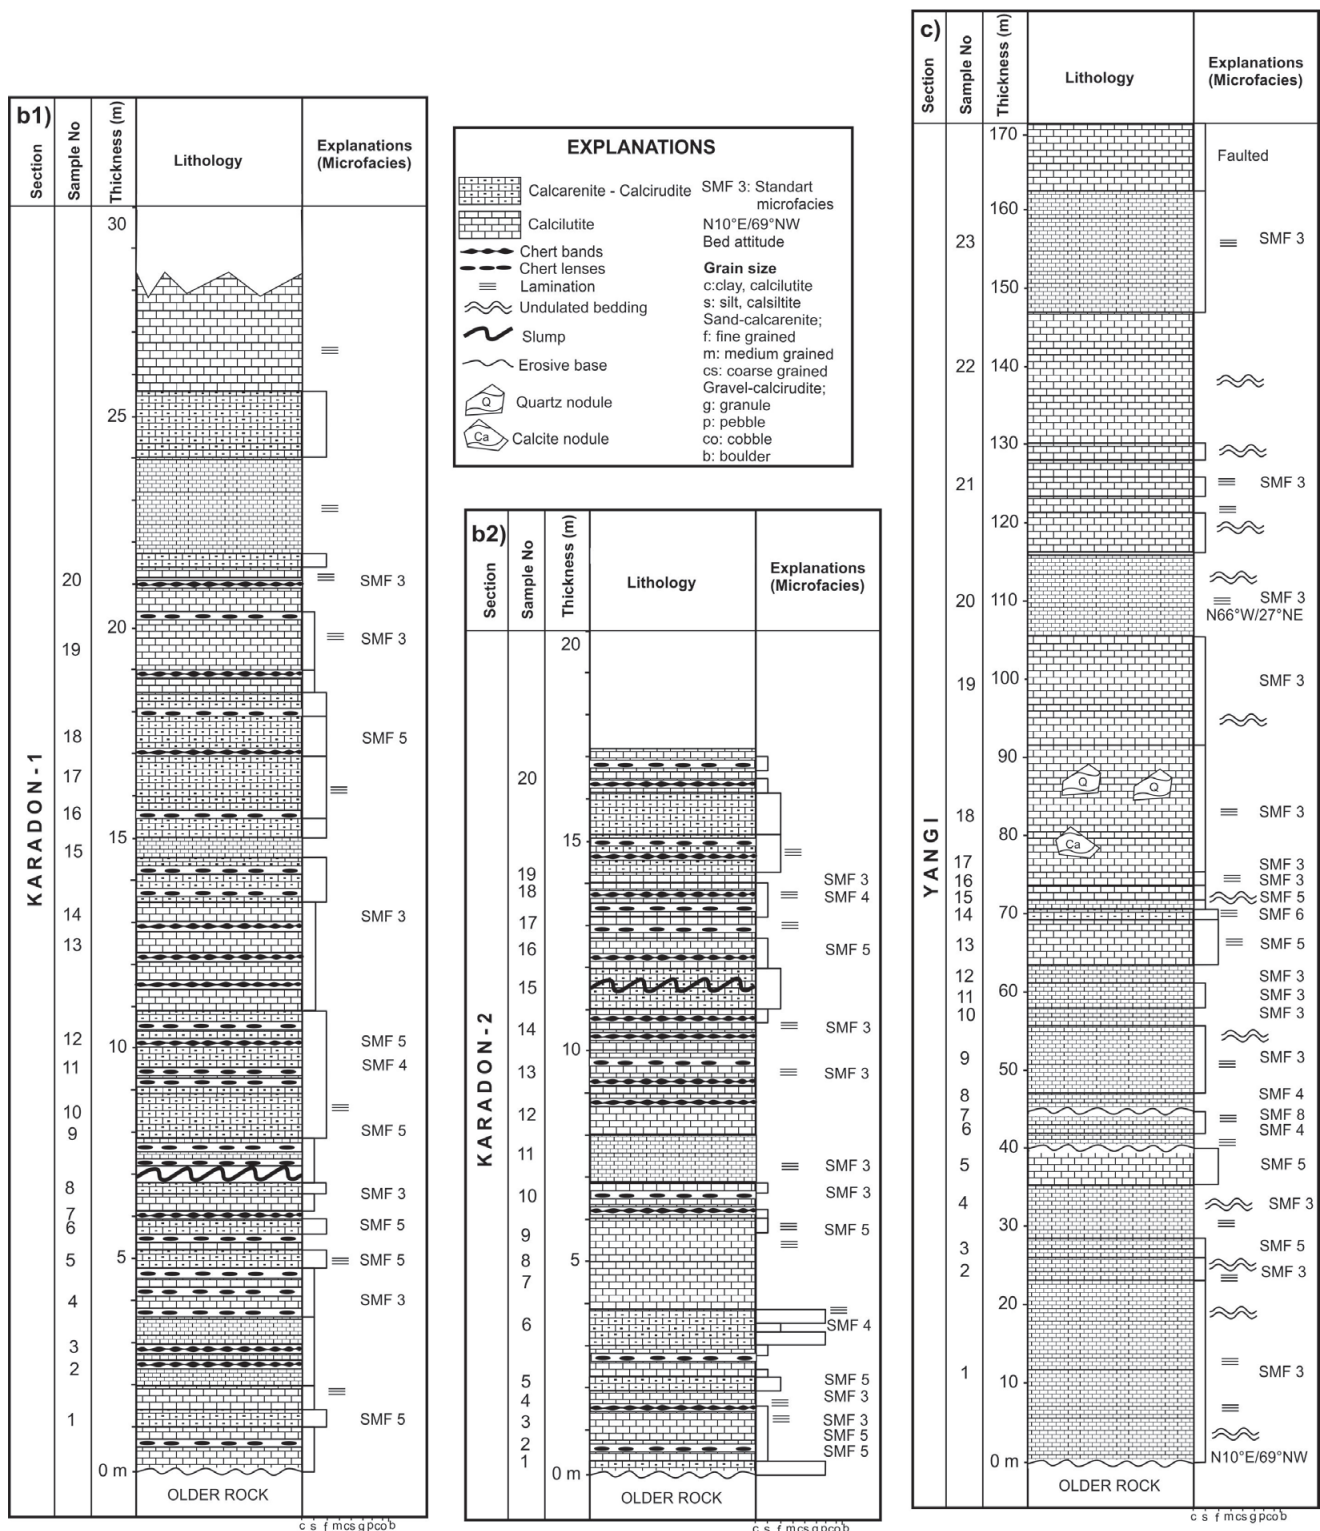 b1)
Section
Sample No
Thickness (m)
Lithology
Explanations
(Microfacies)
KARADON-1
30
25
20
20 SMF 3
SMF 3
19
18 SMF 5
17
16
15
15
14 SMF 3
13
12 SMF 5
10
11 SMF 4
10
9 SMF 5
8 SMF 3
7
6 SMF 5
5 5 SMF 5
4 SMF 3
3
2
1 SMF 5
0 m
OLDER ROCK
c s f m cs g p co b
EXPLANATIONS
Calcarenite - Calcirudite
Calcilutite
Chert bands
Chert lenses
Lamination
Undulated bedding
Slump
Erosive base
Q Quartz nodule
Ca Calcite nodule
SMF 3: Standart
microfacies
N10°E/69°NW
Bed attitude
Grain size
c:clay, calcilutite
s: silt, calsiltite
Sand-calcarenite;
f: fine grained
m: medium grained
cs: coarse grained
Gravel-calcirudite;
g: granule
p: pebble
co: cobble
b: boulder
b2)
Section
Sample No
Thickness (m)
Lithology
Explanations
(Microfacies)
KARADON-2
20
20
15
19 SMF 3
18 SMF 4
17
16 SMF 5
15
14 SMF 3
10
13 SMF 3
12
11 SMF 3
10 SMF 3
9 SMF 5
8 5
7
6 SMF 4
5 SMF 5
4 SMF 3
3 SMF 3
SMF 5
2 SMF 5
1
0 m
OLDER ROCK
c s f m cs g p co b
c)
Section
Sample No
Thickness (m)
Lithology
Explanations
(Microfacies)
YANGI
170
Faulted
160
23 SMF 3
150
22 140
130
21 SMF 3
120
20 110 SMF 3
N66°W/27°NE
19 100 SMF 3
90
Q Q
18 SMF 3
80
Ca
17 SMF 3
16 SMF 3
15 SMF 5
14 70 SMF 6
13 SMF 5
12 SMF 3
11 60 SMF 3
10 SMF 3
9 SMF 3
50
8 SMF 4
7 SMF 8
6 SMF 4
40
5 SMF 5
4 SMF 3
30
3 SMF 5
2 SMF 3
20
1 SMF 3
10
N10°E/69°NW
0 m
OLDER ROCK
c s f m cs g p co b